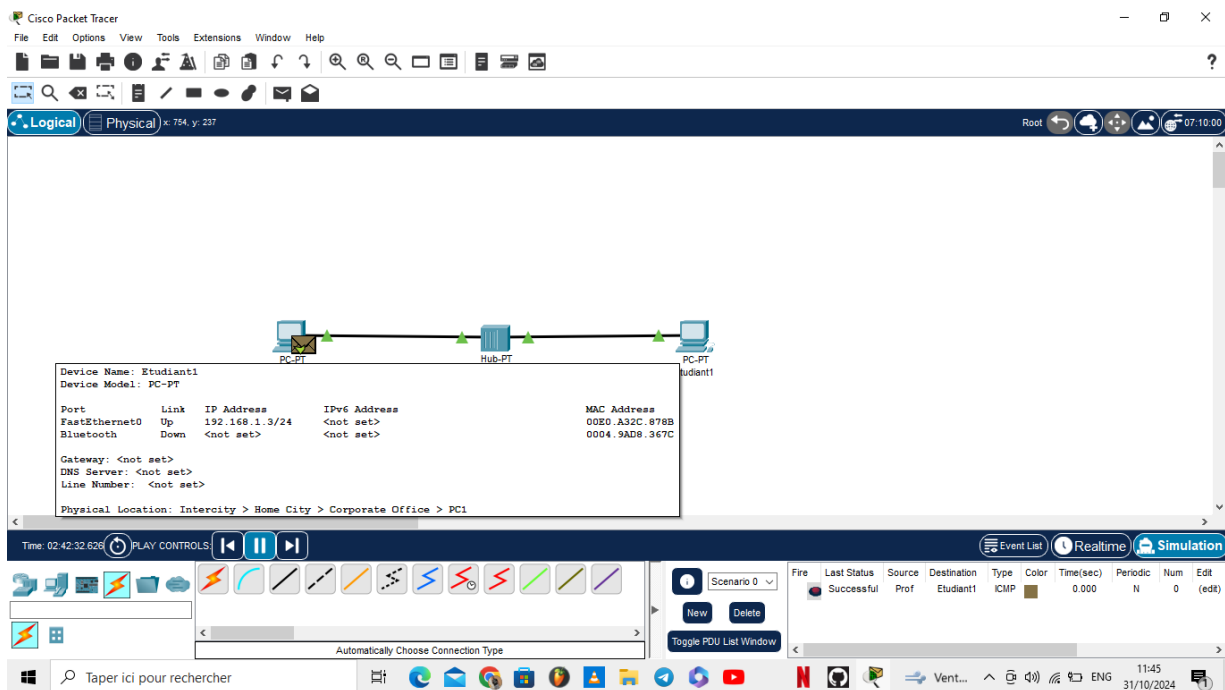 Cisco Packet Tracer
File Edit Options View Tools Extensions Window Help
?
Logical Physical x: 754, y: 237 Root 07:10:00
PC-PT Hub-PT PC-PT
tudiant1
Device Name: Etudiant1
Device Model: PC-PT
Port Link IP Address IPv6 Address MAC Address
FastEthernet0 Up 192.168.1.3/24 <not set> 00E0.A32C.878B
Bluetooth Down <not set> <not set> 0004.9AD8.367C
Gateway: <not set>
DNS Server: <not set>
Line Number: <not set>
Physical Location: Intercity > Home City > Corporate Office > PC1
Time: 02:42:32.626 PLAY CONTROLS: Event List Realtime Simulation
Scenario 0
New Delete
Toggle PDU List Window
Fire Last Status Source Destination Type Color Time(sec) Periodic Num Edit
Successful Prof Etudiant1 ICMP 0.000 N 0 (edit)
Automatically Choose Connection Type
Taper ici pour rechercher
N
Vent... ENG
11:45
31/10/2024
1